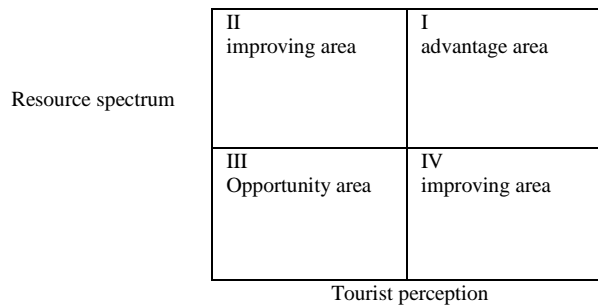 II
improving area
I
advantage area
Resource spectrum
III
Opportunity area
IV
improving area
Tourist perception